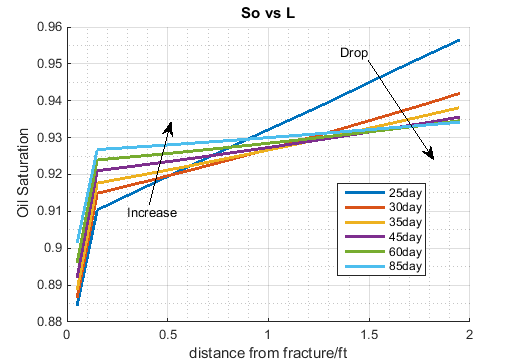 So vs L
0.96
0.95
0.94
0.93
0.92
0.91
0.9
0.89
0.88
Oil Saturation
Drop
Increase
25day
30day
35day
45day
60day
85day
0 0.5 1 1.5 2
distance from fracture/ft